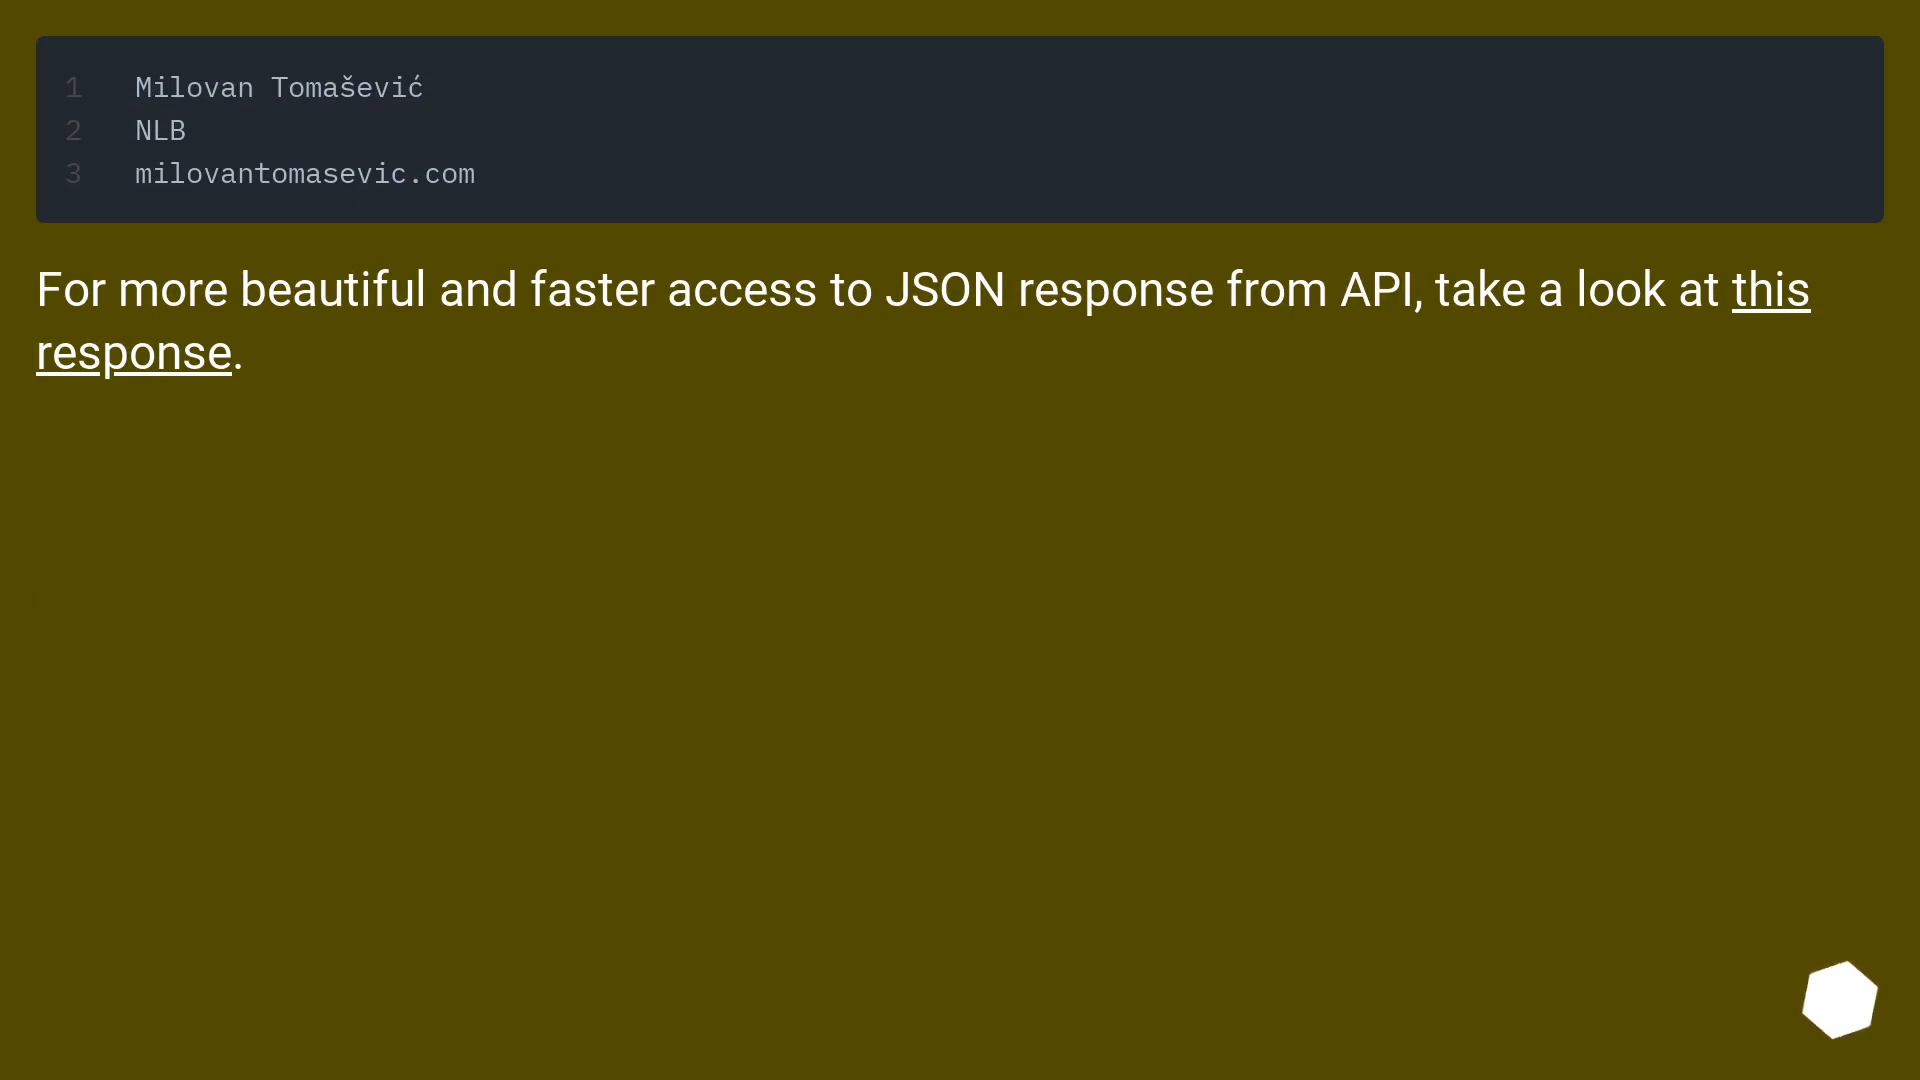 1 Milovan Tomašević
2 NLB
3 milovantomasevic.com
For more beautiful and faster access to JSON response from API, take a look at this
response.